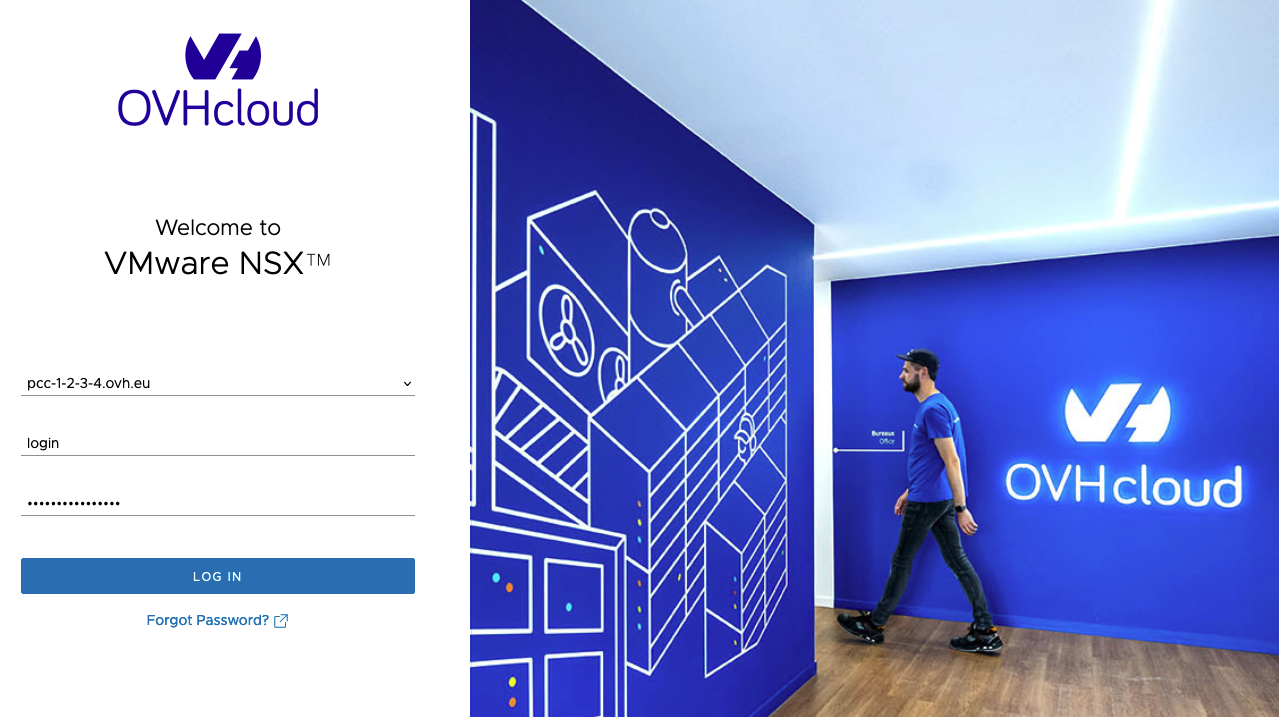 OVHcloud
Welcome to
VMware NSX™
pcc-1-2-3-4.ovh.eu
login
••••••••••••••••
LOG IN
Forgot Password?
Bureaux
Office
OVHcloud